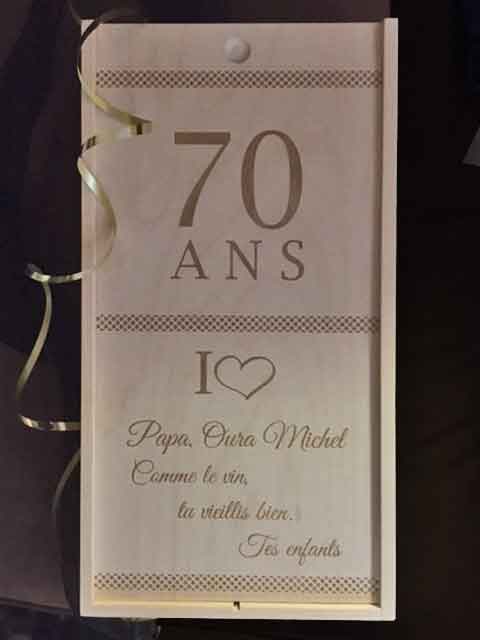 70
ANS
I♡
Papa, Oura Michel
Comme le vin,
tu vieillis bien.
Tes enfants